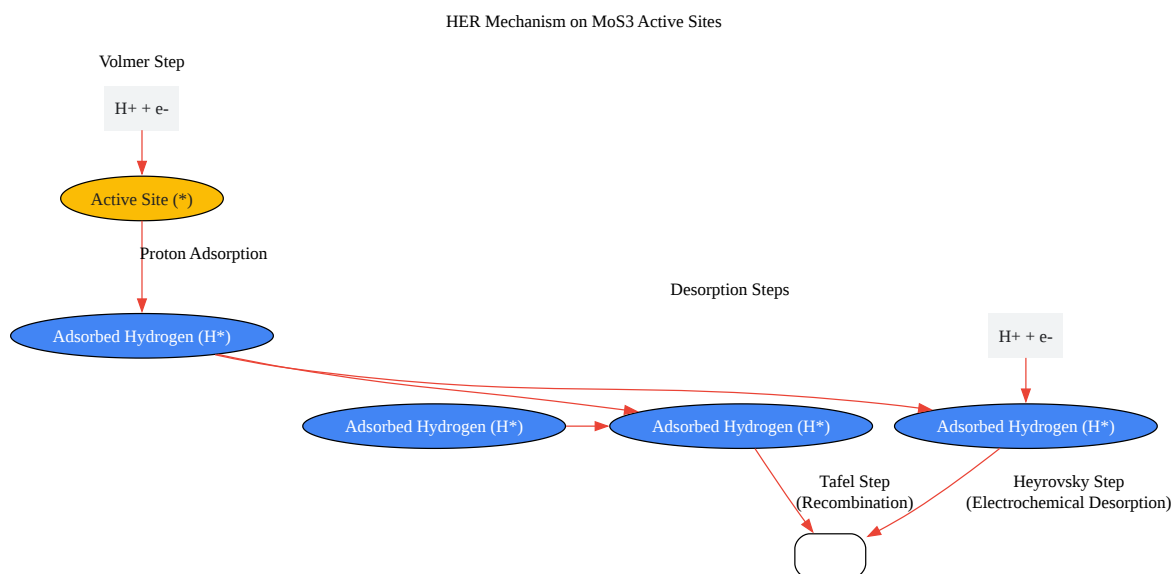 HER Mechanism on MoS3 Active Sites
Volmer Step
H+ + e-
Active Site (*)
Proton Adsorption
Adsorbed Hydrogen (H*)
Desorption Steps
H+ + e-
Adsorbed Hydrogen (H*)
Adsorbed Hydrogen (H*)
Adsorbed Hydrogen (H*)
Tafel Step
(Recombination)
Heyrovsky Step
(Electrochemical Desorption)